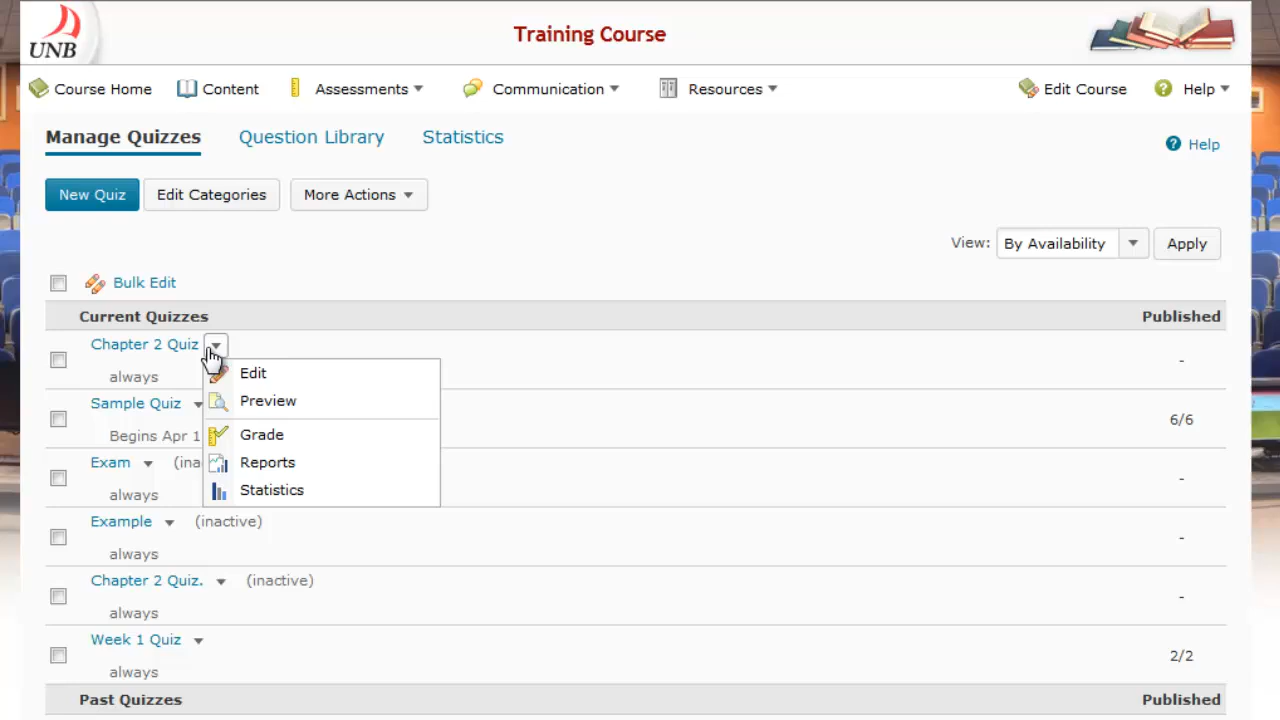 UNB
Training Course
Course Home Content Assessments Communication Resources Edit Course Help
Manage Quizzes Question Library Statistics
Help
New Quiz Edit Categories More Actions
View: By Availability Apply
Bulk Edit
Current Quizzes Published
Chapter 2 Quiz
-
always
Edit
Preview
Sample Quiz
6/6
Begins Apr 1
Grade
Reports
Statistics
Exam (ina
-
always
Example (inactive)
-
always
Chapter 2 Quiz. (inactive)
-
always
Week 1 Quiz
2/2
always
Past Quizzes Published